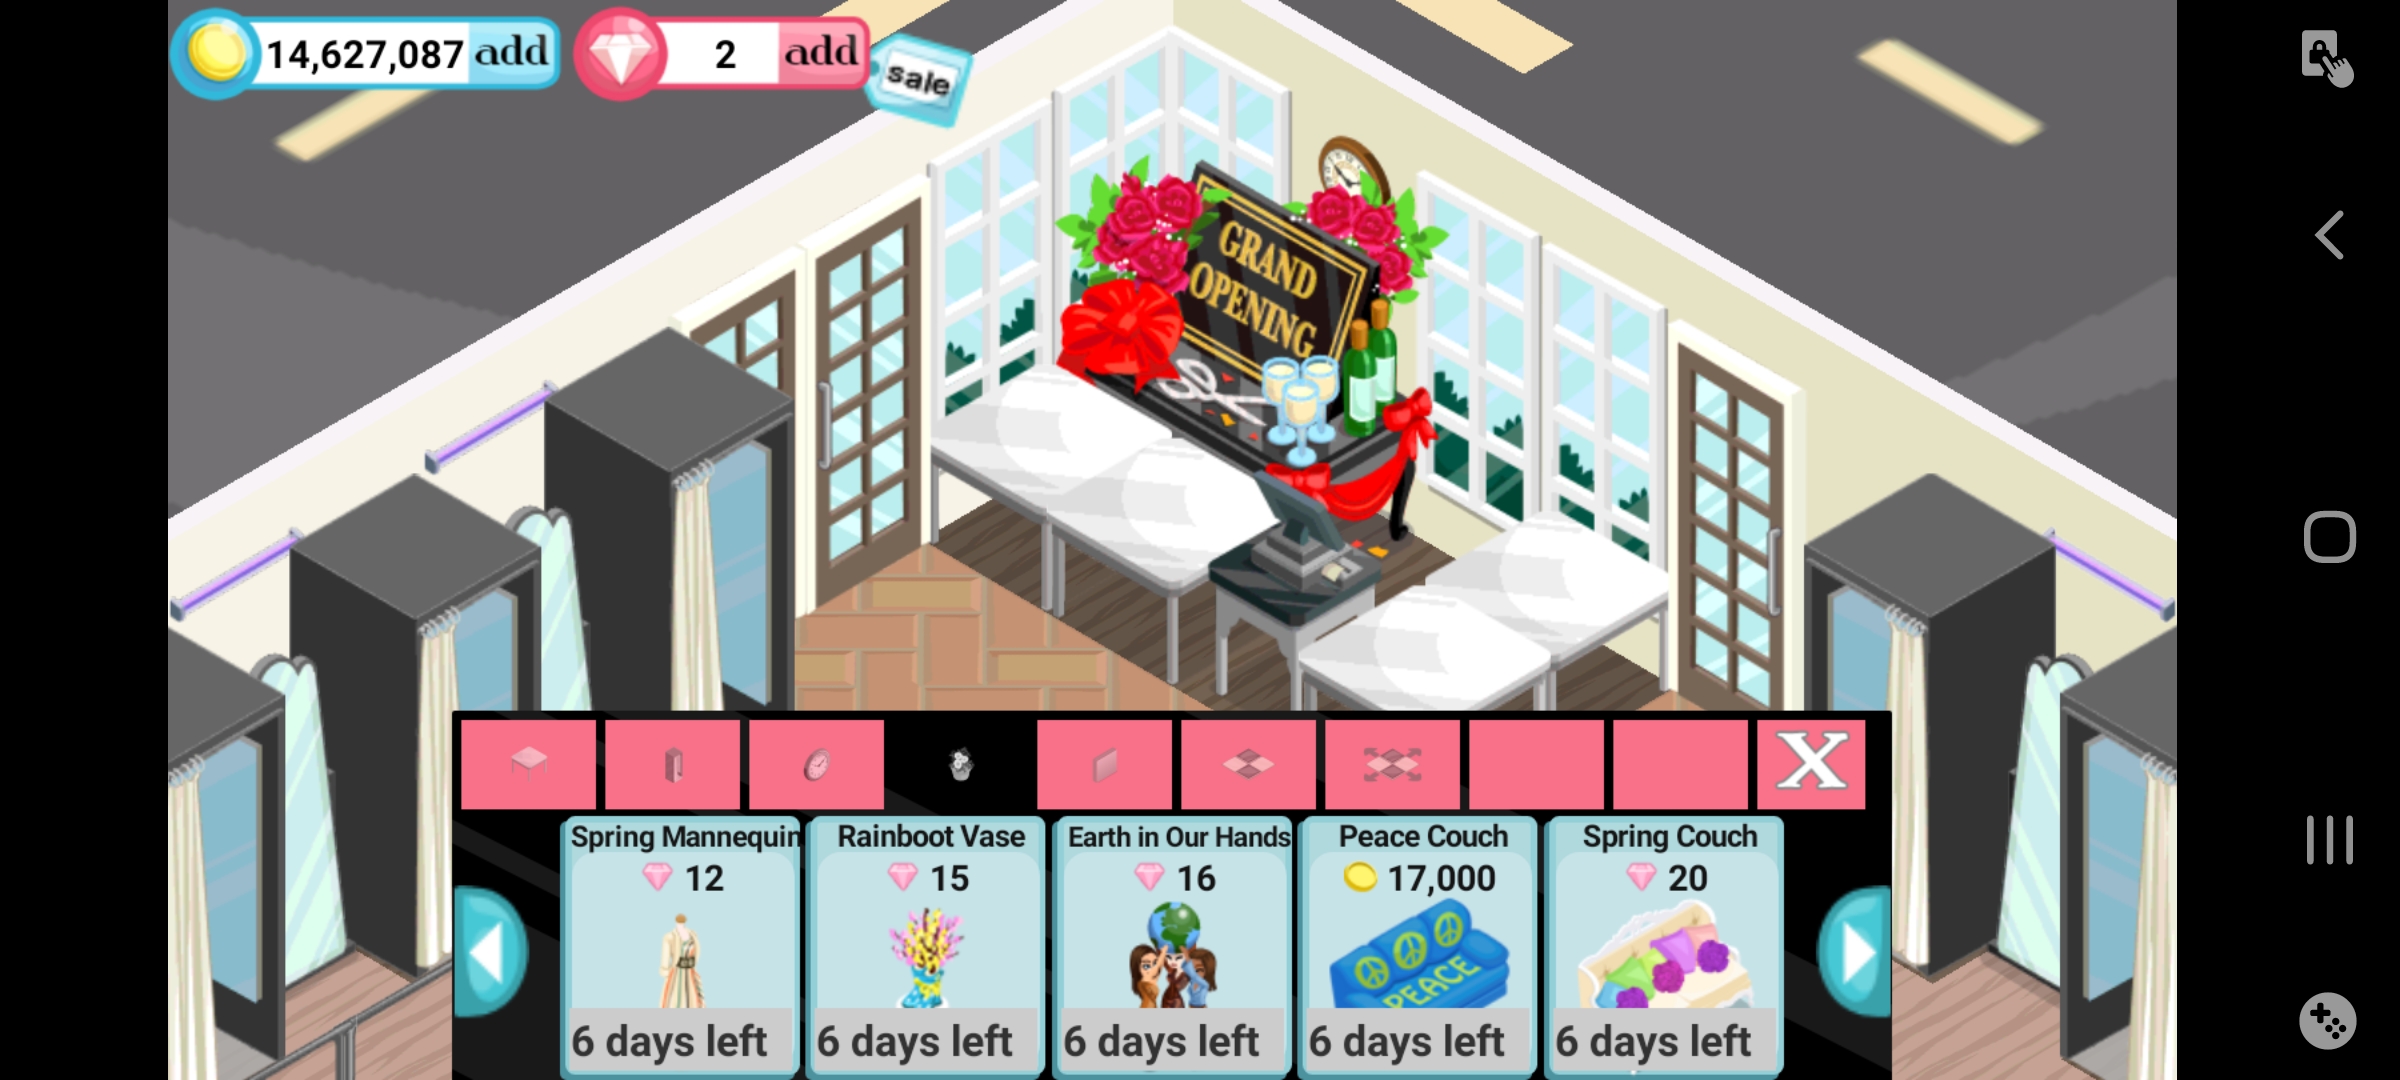 14,627,087 add
2 add
sale
GRAND
OPENING
X
Spring Mannequin
12
6 days left
Rainboot Vase
15
6 days left
Earth in Our Hands
16
6 days left
Peace Couch
17,000
PEACE
6 days left
Spring Couch
20
6 days left